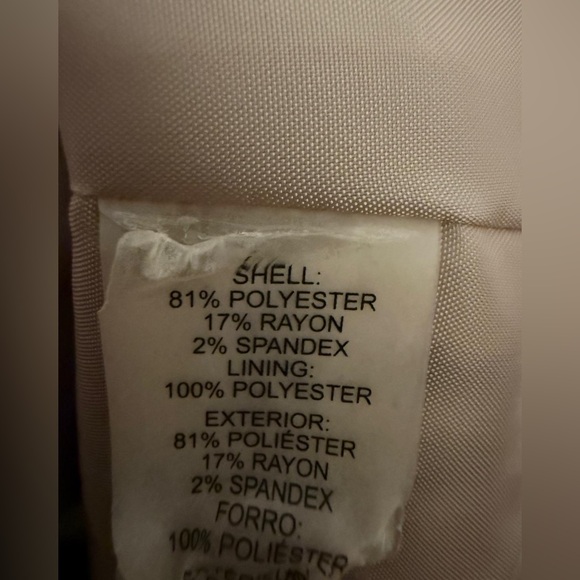 SHELL:
81% POLYESTER
17% RAYON
2% SPANDEX
LINING:
100% POLYESTER
EXTERIOR:
81% POLIÉSTER
17% RAYON
2% SPANDEX
FORRO:
100% POLIÉSTER